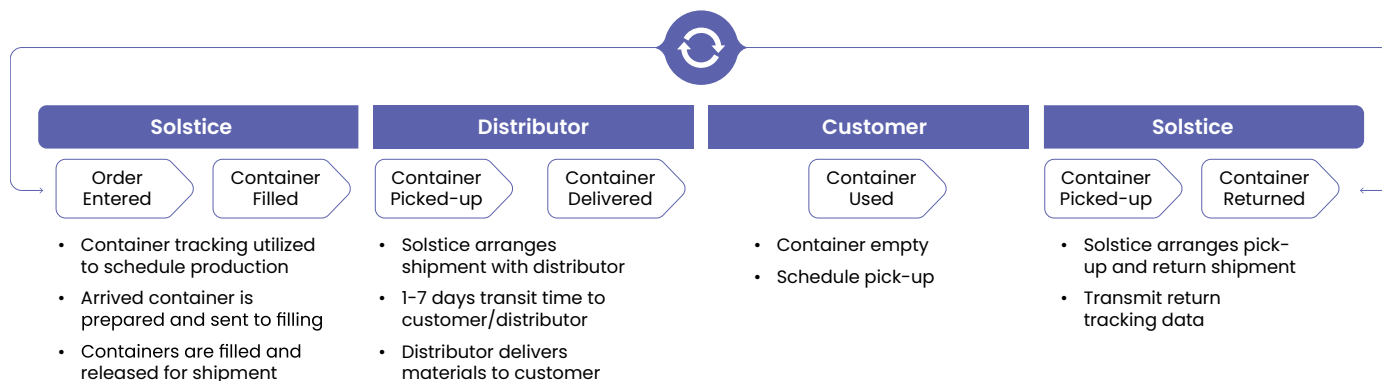 Solstice
Order
Entered
Container
Filled
• Container tracking utilized
to schedule production
• Arrived container is
prepared and sent to filling
• Containers are filled and
released for shipment
Distributor
Container
Picked-up
Container
Delivered
• Solstice arranges
shipment with distributor
• 1-7 days transit time to
customer/distributor
• Distributor delivers
materials to customer
Customer
Container
Used
• Container empty
• Schedule pick-up
Solstice
Container
Picked-up
Container
Returned
• Solstice arranges pick-
up and return shipment
• Transmit return
tracking data